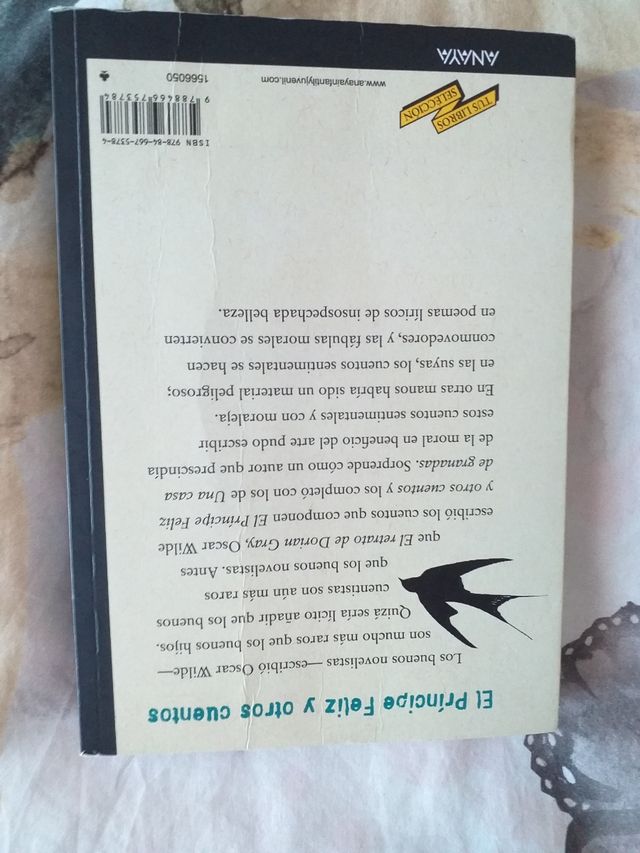 El Príncipe Feliz y otros cuentos
Los buenos novelistas —escribió Oscar Wilde—
son mucho más raros que los buenos hijos.
Quizá sería lícito añadir que los buenos
cuentistas son aún más raros
que los buenos novelistas. Antes
que El retrato de Dorian Gray, Oscar Wilde
escribió los cuentos que componen El Príncipe Feliz
y otros cuentos y los completó con los de Una casa
de granadas. Sorprende cómo un autor que prescindía
de la moral en beneficio del arte pudo escribir
estos cuentos sentimentales y con moraleja.
En otras manos habría sido un material peligroso;
en las suyas, los cuentos sentimentales se hacen
conmovedores, y las fábulas morales se convierten
en poemas líricos de insospechada belleza.
TUS LIBROS
SELECCIÓN
www.anayainfantilyjuvenil.com
1566050
ISBN 978-84-667-5378-4
9 788466 753784
ANAYA